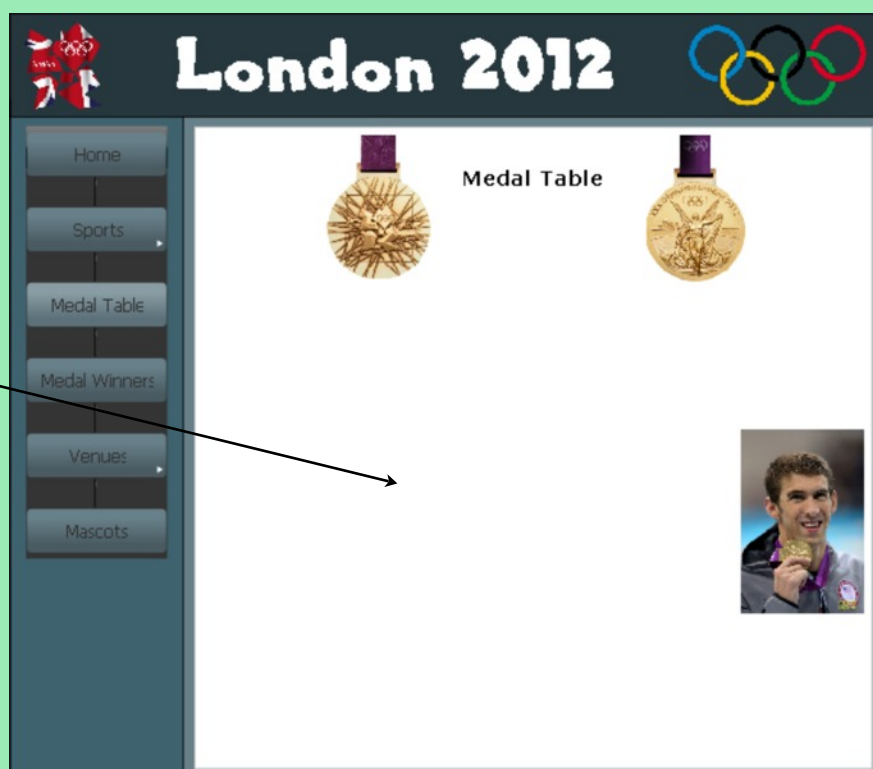 London 2012
Home
Sports
Medal Table
Medal Table
Medal Winners
Venues
Mascots